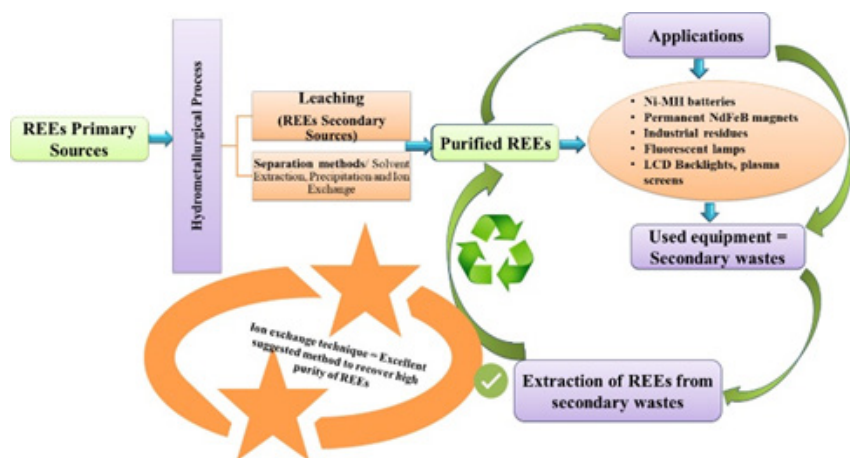 REEs Primary
Sources
Hydrometallurgical Process
Leaching
(REEs Secondary
Sources)
Separation methods/ Solvent
Extraction, Precipitation and Ion
Exchange
Purified REEs
Applications
• Ni-MH batteries
• Permanent NdFeB magnets
• Industrial residues
• Fluorescent lamps
• LCD Backlights, plasma
screens
Used equipment =
Secondary wastes
Extraction of REEs from
secondary wastes
Ion exchange technique = Excellent
suggested method to recover high
purity of REEs